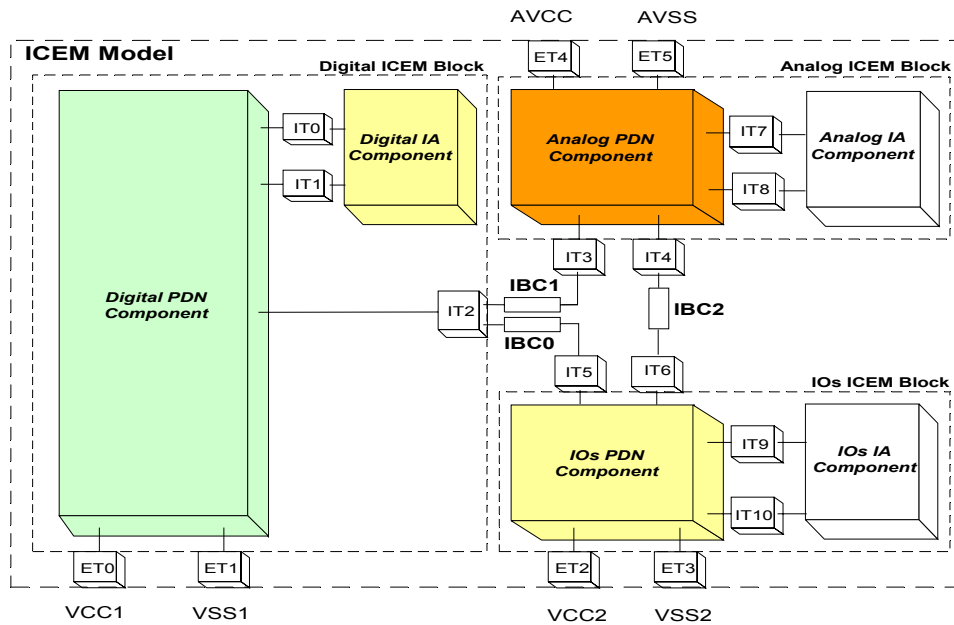 AVCC
AVSS
ICEM Model
ET4
ET5
Digital ICEM Block
Analog ICEM Block
IT0
Digital IA
Component
IT1
Analog PDN
Component
IT7
IT8
Analog IA
Component
IT3
IT4
Digital PDN
Component
IT2
IBC1
IBC0
IBC2
IT5
IT6
IOs ICEM Block
IOs PDN
Component
IT9
IT10
IOs IA
Component
ET0
ET1
ET2
ET3
VCC1
VSS1
VCC2
VSS2